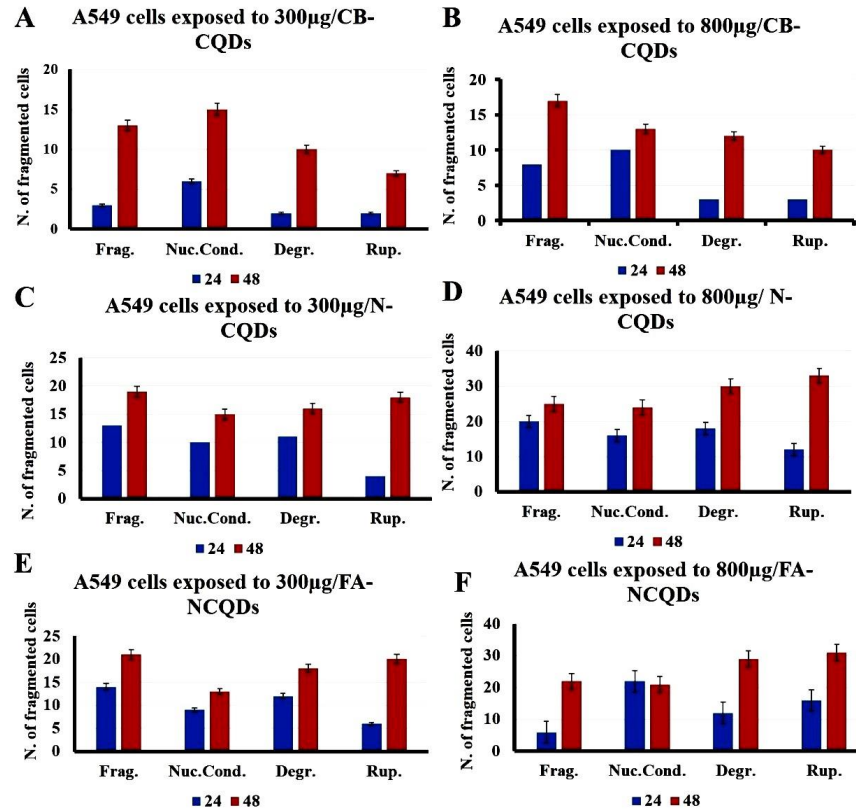 A
A549 cells exposed to 300µg/CB-
CQDs
N. of fragmented cells
20
15
10
5
0
Frag.
Nuc.Cond.
Degr.
Rup.
24
48
B
A549 cells exposed to 800µg/CB-
CQDs
N. of fragmented cells
20
15
10
5
0
Frag.
Nuc.Cond.
Degr.
Rup.
24
48
C
A549 cells exposed to 300µg/N-
CQDs
N. of fragmented cells
25
20
15
10
5
0
Frag.
Nuc.Cond.
Degr.
Rup.
24
48
D
A549 cells exposed to 800µg/ N-
CQDs
N. of fragmented cells
40
30
20
10
0
Frag.
Nuc.Cond.
Degr.
Rup.
24
48
E
A549 cells exposed to 300µg/FA-
NCQDs
N. of fragmented cells
25
20
15
10
5
0
Frag.
Nuc.Cond.
Degr.
Rup.
24
48
F
A549 cells exposed to 800µg/FA-
NCQDs
N. of fragmented cells
40
30
20
10
0
Frag.
Nuc.Cond.
Degr.
Rup.
24
48